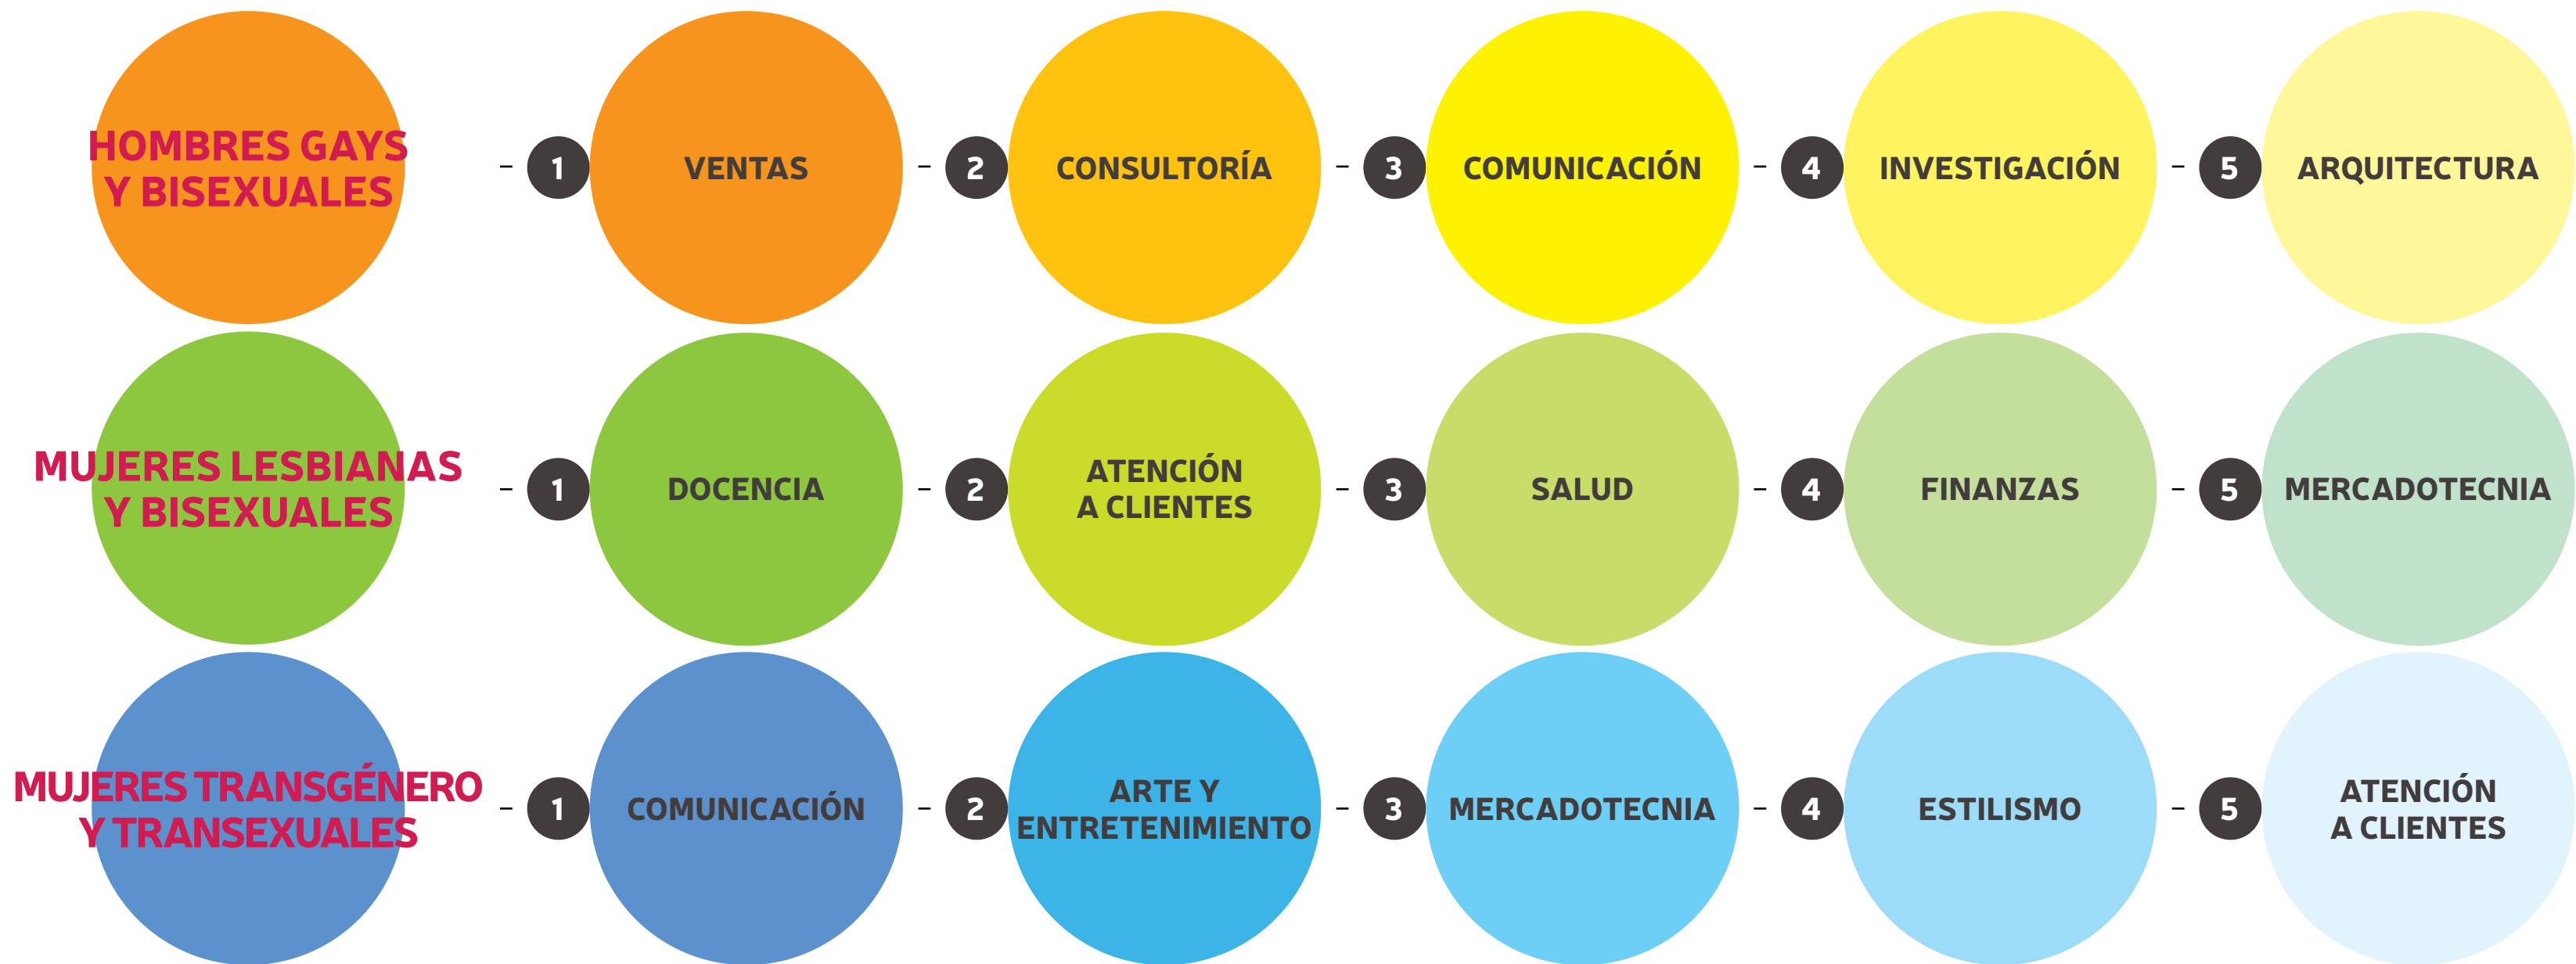 HOMBRES GAYS
Y BISEXUALES
- 1 VENTAS
- 2 CONSULTORÍA
- 3 COMUNICACIÓN
- 4 INVESTIGACIÓN
- 5 ARQUITECTURA
MUJERES LESBIANAS
Y BISEXUALES
- 1 DOCENCIA
- 2 ATENCIÓN
A CLIENTES
- 3 SALUD
- 4 FINANZAS
- 5 MERCADOTECNIA
MUJERES TRANSGÉNERO
Y TRANSEXUALES
- 1 COMUNICACIÓN
- 2 ARTE Y
ENTRETENIMIENTO
- 3 MERCADOTECNIA
- 4 ESTILISMO
- 5 ATENCIÓN
A CLIENTES